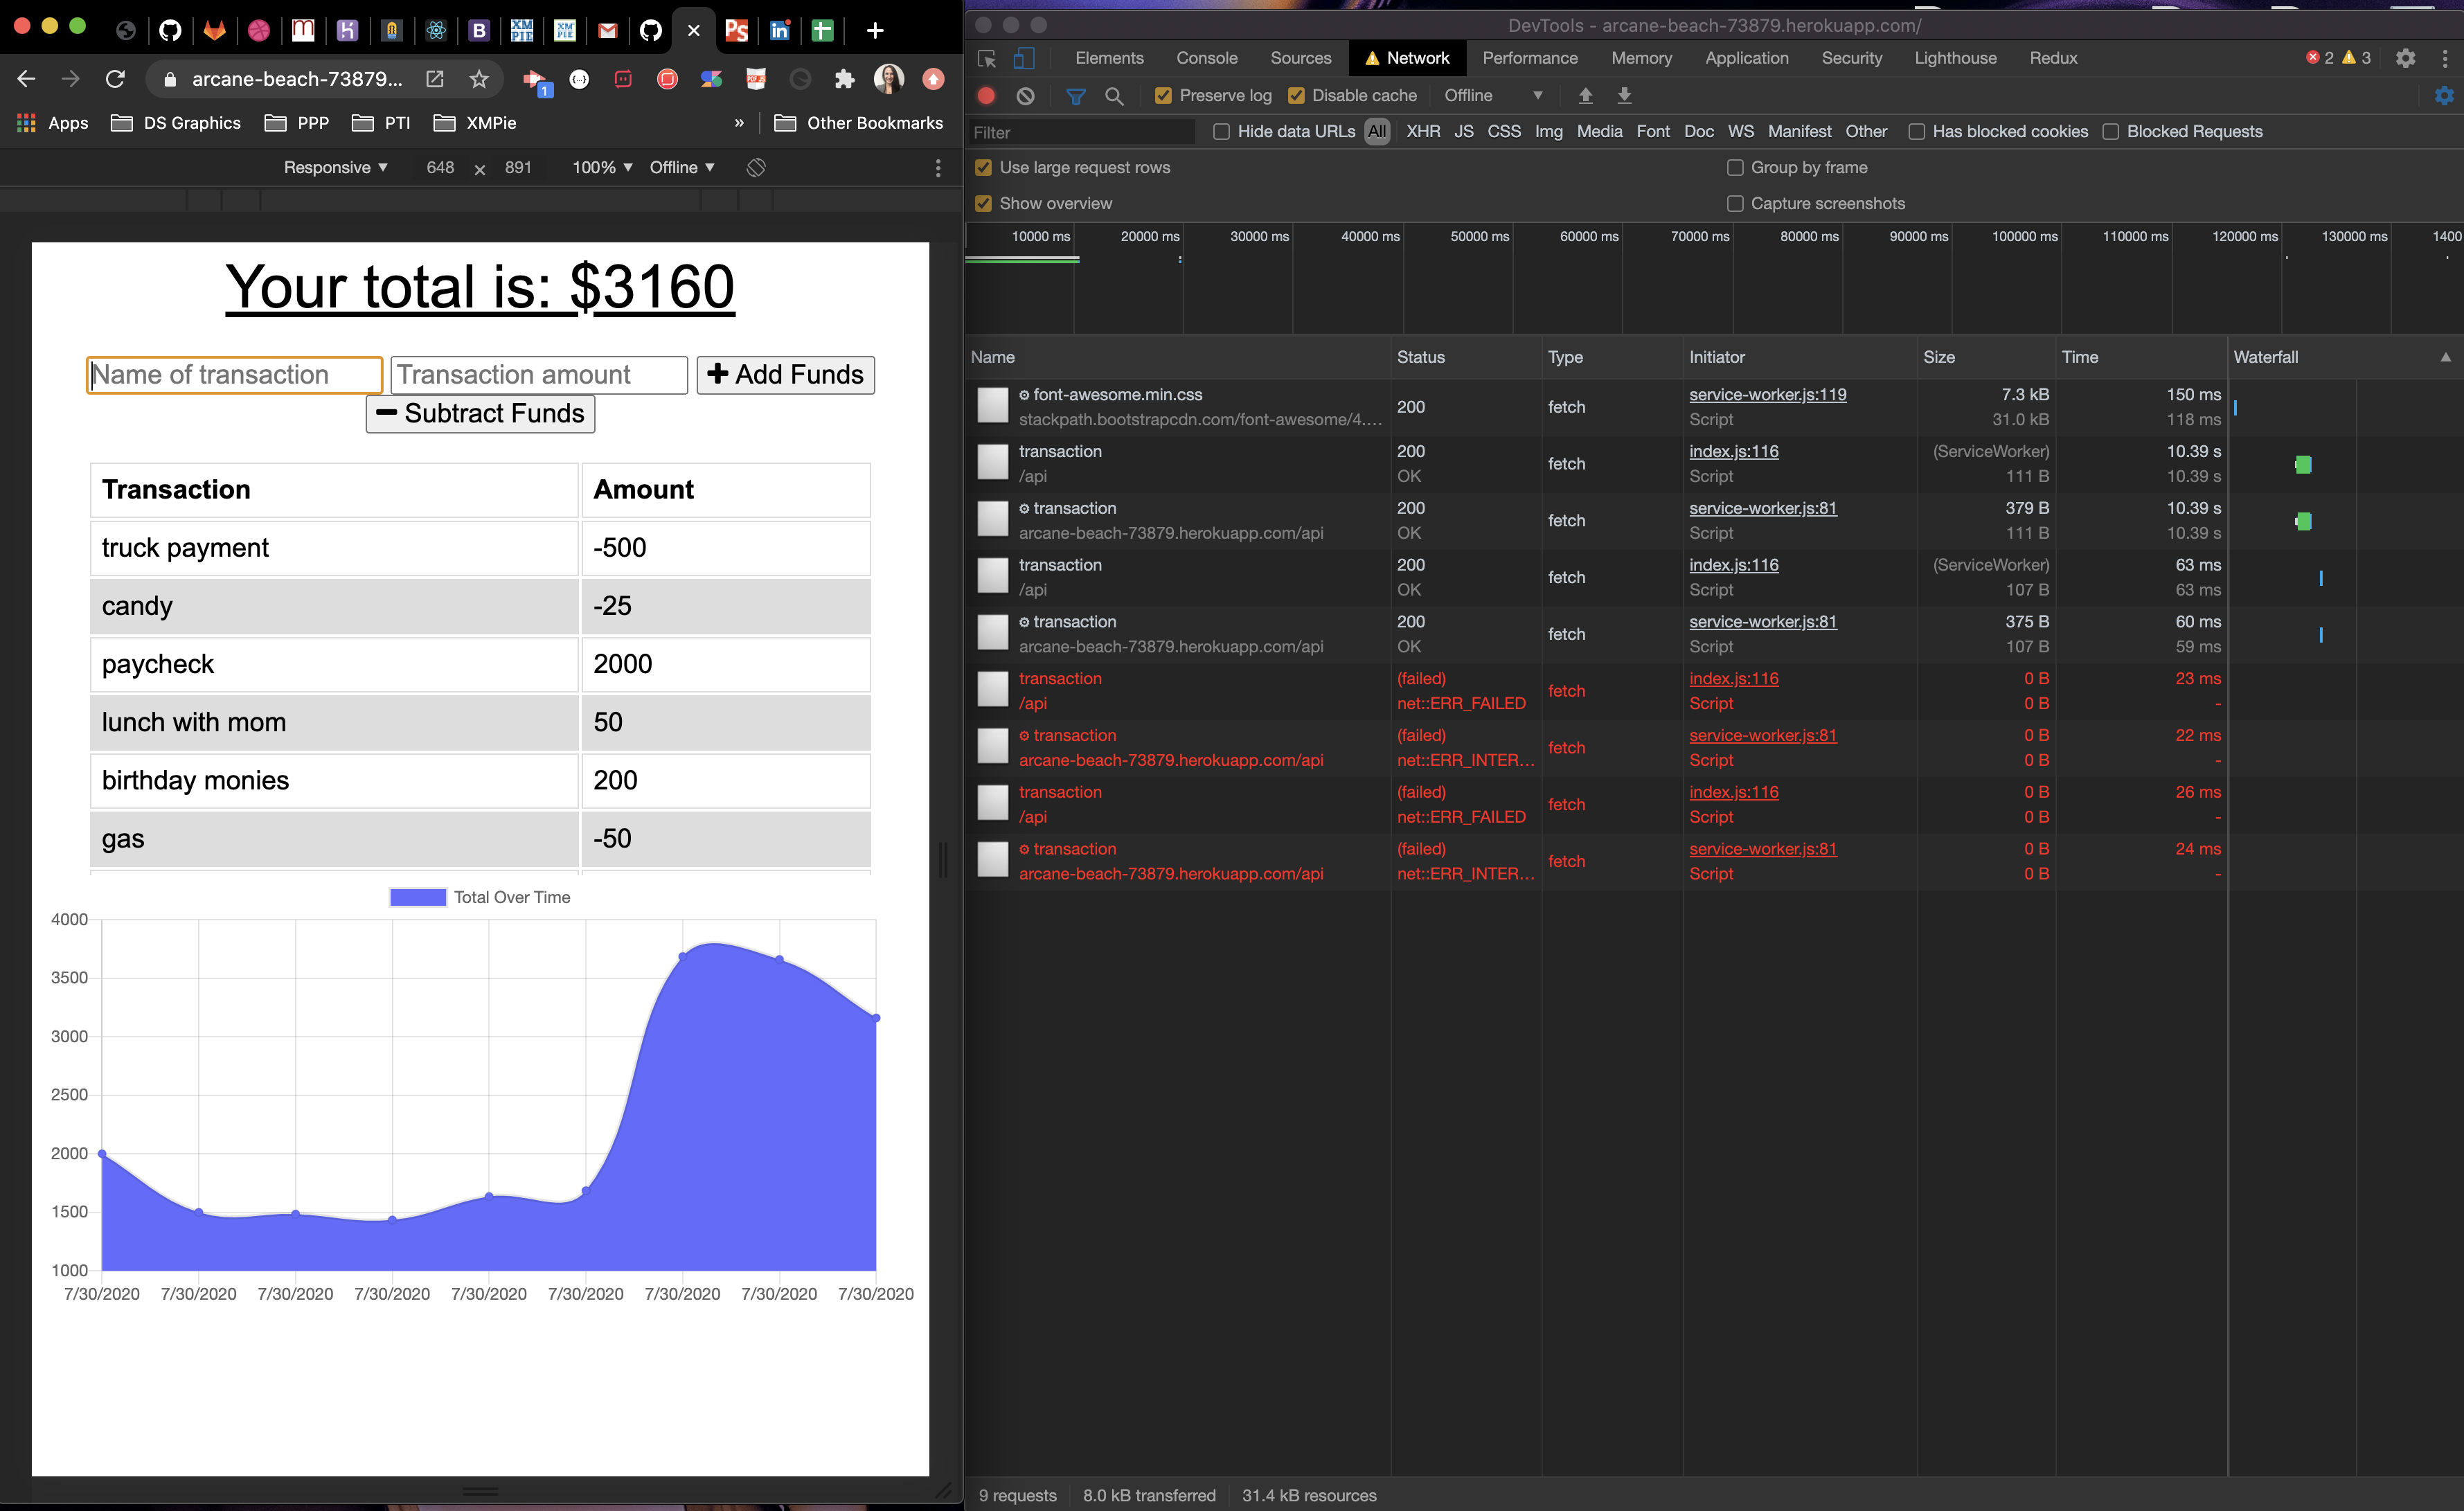 arcane-beach-73879...
1
Apps
DS Graphics
PPP
PTI
XMPie
»
Other Bookmarks
Responsive ▼
648 × 891
100% ▼
Offline ▼
Your total is: $3160
Name of transaction
Transaction amount
Add Funds
Subtract Funds
Transaction Amount
truck payment -500
candy -25
paycheck 2000
lunch with mom 50
birthday monies 200
gas -50
Total Over Time
4000
3500
3000
2500
2000
1500
1000
7/30/2020 7/30/2020 7/30/2020 7/30/2020 7/30/2020 7/30/2020 7/30/2020 7/30/2020 7/30/2020
DevTools - arcane-beach-73879.herokuapp.com/
Elements Console Sources Network Performance Memory Application Security Lighthouse Redux 2 3
Preserve log Disable cache Offline ▼
Filter Hide data URLs All XHR JS CSS Img Media Font Doc WS Manifest Other Has blocked cookies Blocked Requests
Use large request rows Group by frame
Show overview Capture screenshots
10000 ms 20000 ms 30000 ms 40000 ms 50000 ms 60000 ms 70000 ms 80000 ms 90000 ms 100000 ms 110000 ms 120000 ms 130000 ms 1400
Name Status Type Initiator Size Time Waterfall
font-awesome.min.css 200 fetch service-worker.js:119 7.3 kB 150 ms
stackpath.bootstrapcdn.com/font-awesome/4.… Script 31.0 kB 118 ms
transaction 200 fetch index.js:116 (ServiceWorker) 10.39 s
/api OK Script 111 B 10.39 s
transaction 200 fetch service-worker.js:81 379 B 10.39 s
arcane-beach-73879.herokuapp.com/api OK Script 111 B 10.39 s
transaction 200 fetch index.js:116 (ServiceWorker) 63 ms
/api OK Script 107 B 63 ms
transaction 200 fetch service-worker.js:81 375 B 60 ms
arcane-beach-73879.herokuapp.com/api OK Script 107 B 59 ms
transaction (failed) fetch index.js:116 0 B 23 ms
/api net::ERR_FAILED Script 0 B -
transaction (failed) fetch service-worker.js:81 0 B 22 ms
arcane-beach-73879.herokuapp.com/api net::ERR_INTER… Script 0 B -
transaction (failed) fetch index.js:116 0 B 26 ms
/api net::ERR_FAILED Script 0 B -
transaction (failed) fetch service-worker.js:81 0 B 24 ms
arcane-beach-73879.herokuapp.com/api net::ERR_INTER… Script 0 B -
9 requests 8.0 kB transferred 31.4 kB resources